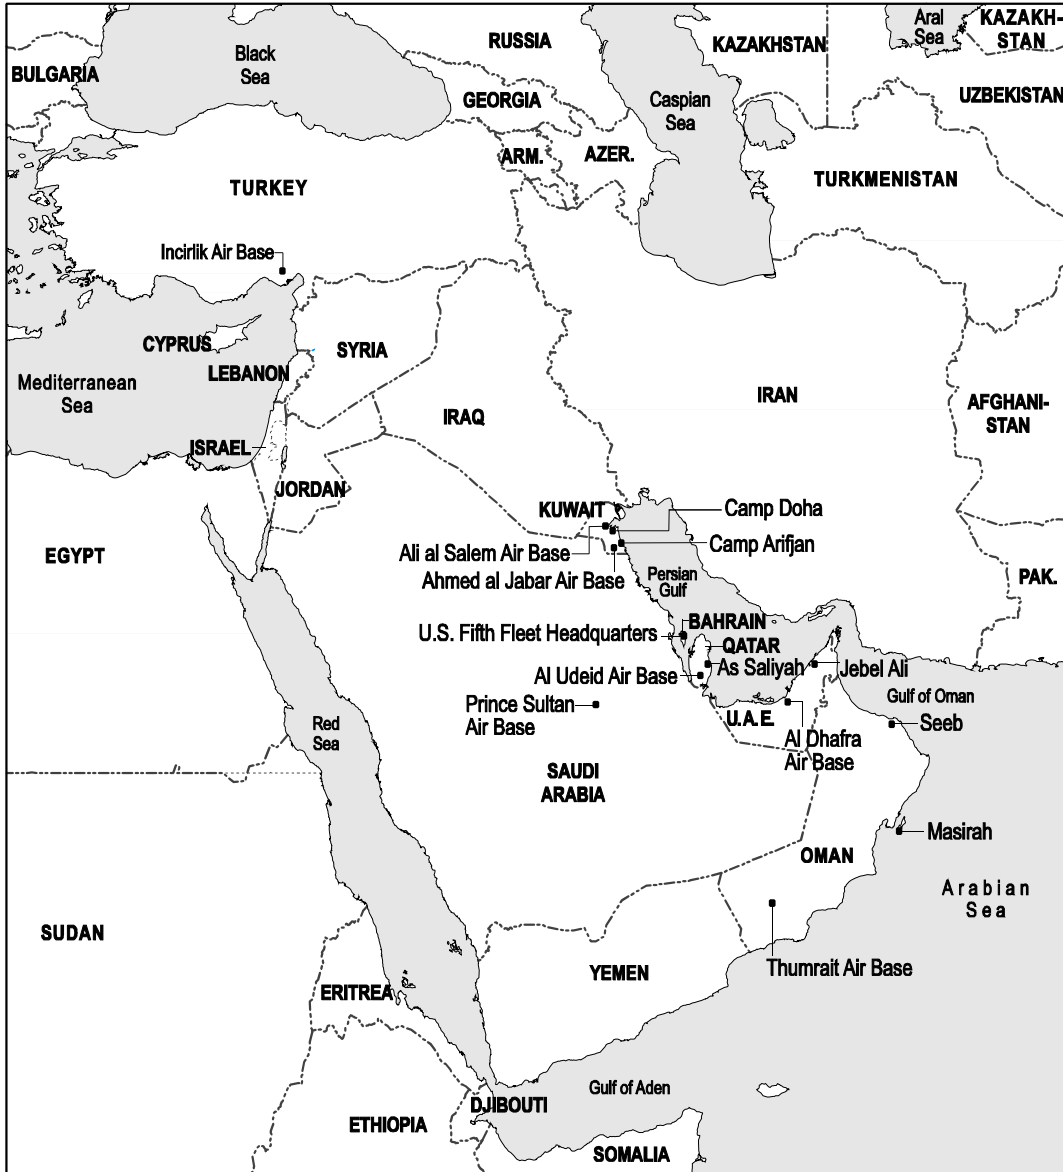 Aral
Sea
KAZAKH-
STAN
RUSSIA
KAZAKHSTAN
Black
Sea
BULGARIA
GEORGIA
Caspian
Sea
UZBEKISTAN
ARM.
AZER.
TURKEY
TURKMENISTAN
Incirlik Air Base
CYPRUS
SYRIA
LEBANON
Mediterranean
Sea
IRAN
IRAQ
AFGHANI-
STAN
ISRAEL
JORDAN
KUWAIT
Camp Doha
Ali al Salem Air Base
Camp Arifjan
EGYPT
Ahmed al Jabar Air Base
Persian
Gulf
PAK.
BAHRAIN
U.S. Fifth Fleet Headquarters
QATAR
As Saliyah
Jebel Ali
Al Udeid Air Base
Gulf of Oman
Prince Sultan
Air Base
U.A.E.
Seeb
Red
Sea
Al Dhafra
Air Base
SAUDI
ARABIA
Masirah
OMAN
Arabian
Sea
SUDAN
Thumrait Air Base
YEMEN
ERITREA
Gulf of Aden
DJIBOUTI
ETHIOPIA
SOMALIA